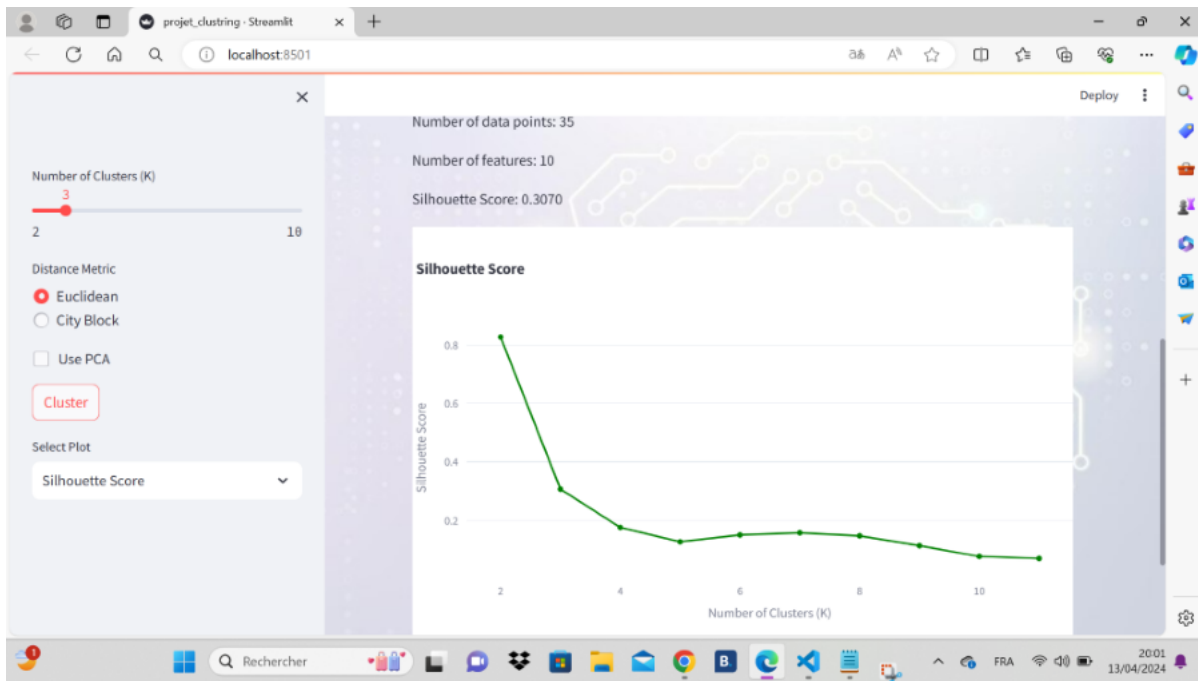 projet_clustring · Streamlit
localhost:8501
Deploy
Number of Clusters (K)
3
2 10
Distance Metric
Euclidean
City Block
Use PCA
Cluster
Select Plot
Silhouette Score
Number of data points: 35
Number of features: 10
Silhouette Score: 0.3070
Silhouette Score
0.8
0.6
0.4
0.2
Silhouette Score
2 4 6 8 10
Number of Clusters (K)
1
Rechercher
B.
FRA
20:01
13/04/2024